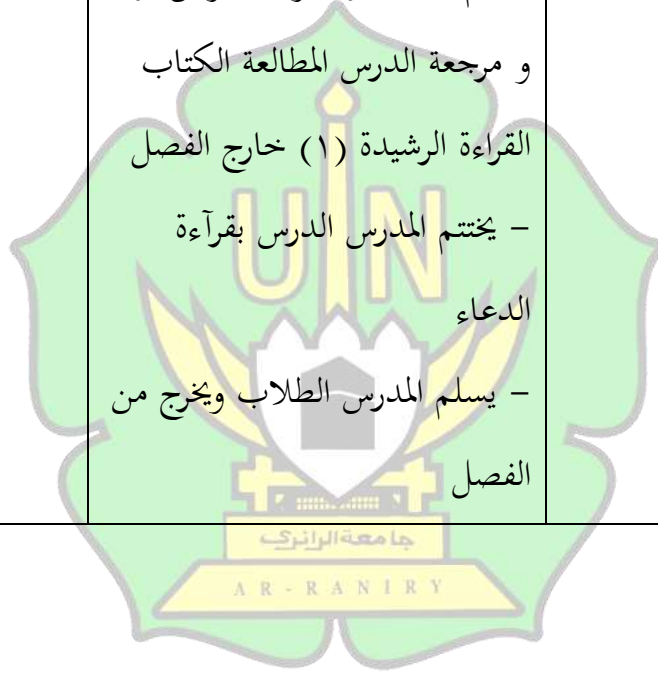 و مرجعة الدرس المطالعة الكتاب
القراءة الرشيدة (١) خارج الفصل
– يختتم المدرس الدرس بقرآءة
الدعاء
– يسلم المدرس الطلاب ويخرج من
الفصل
UIN
جامعة الرانري
AR-RANIRY